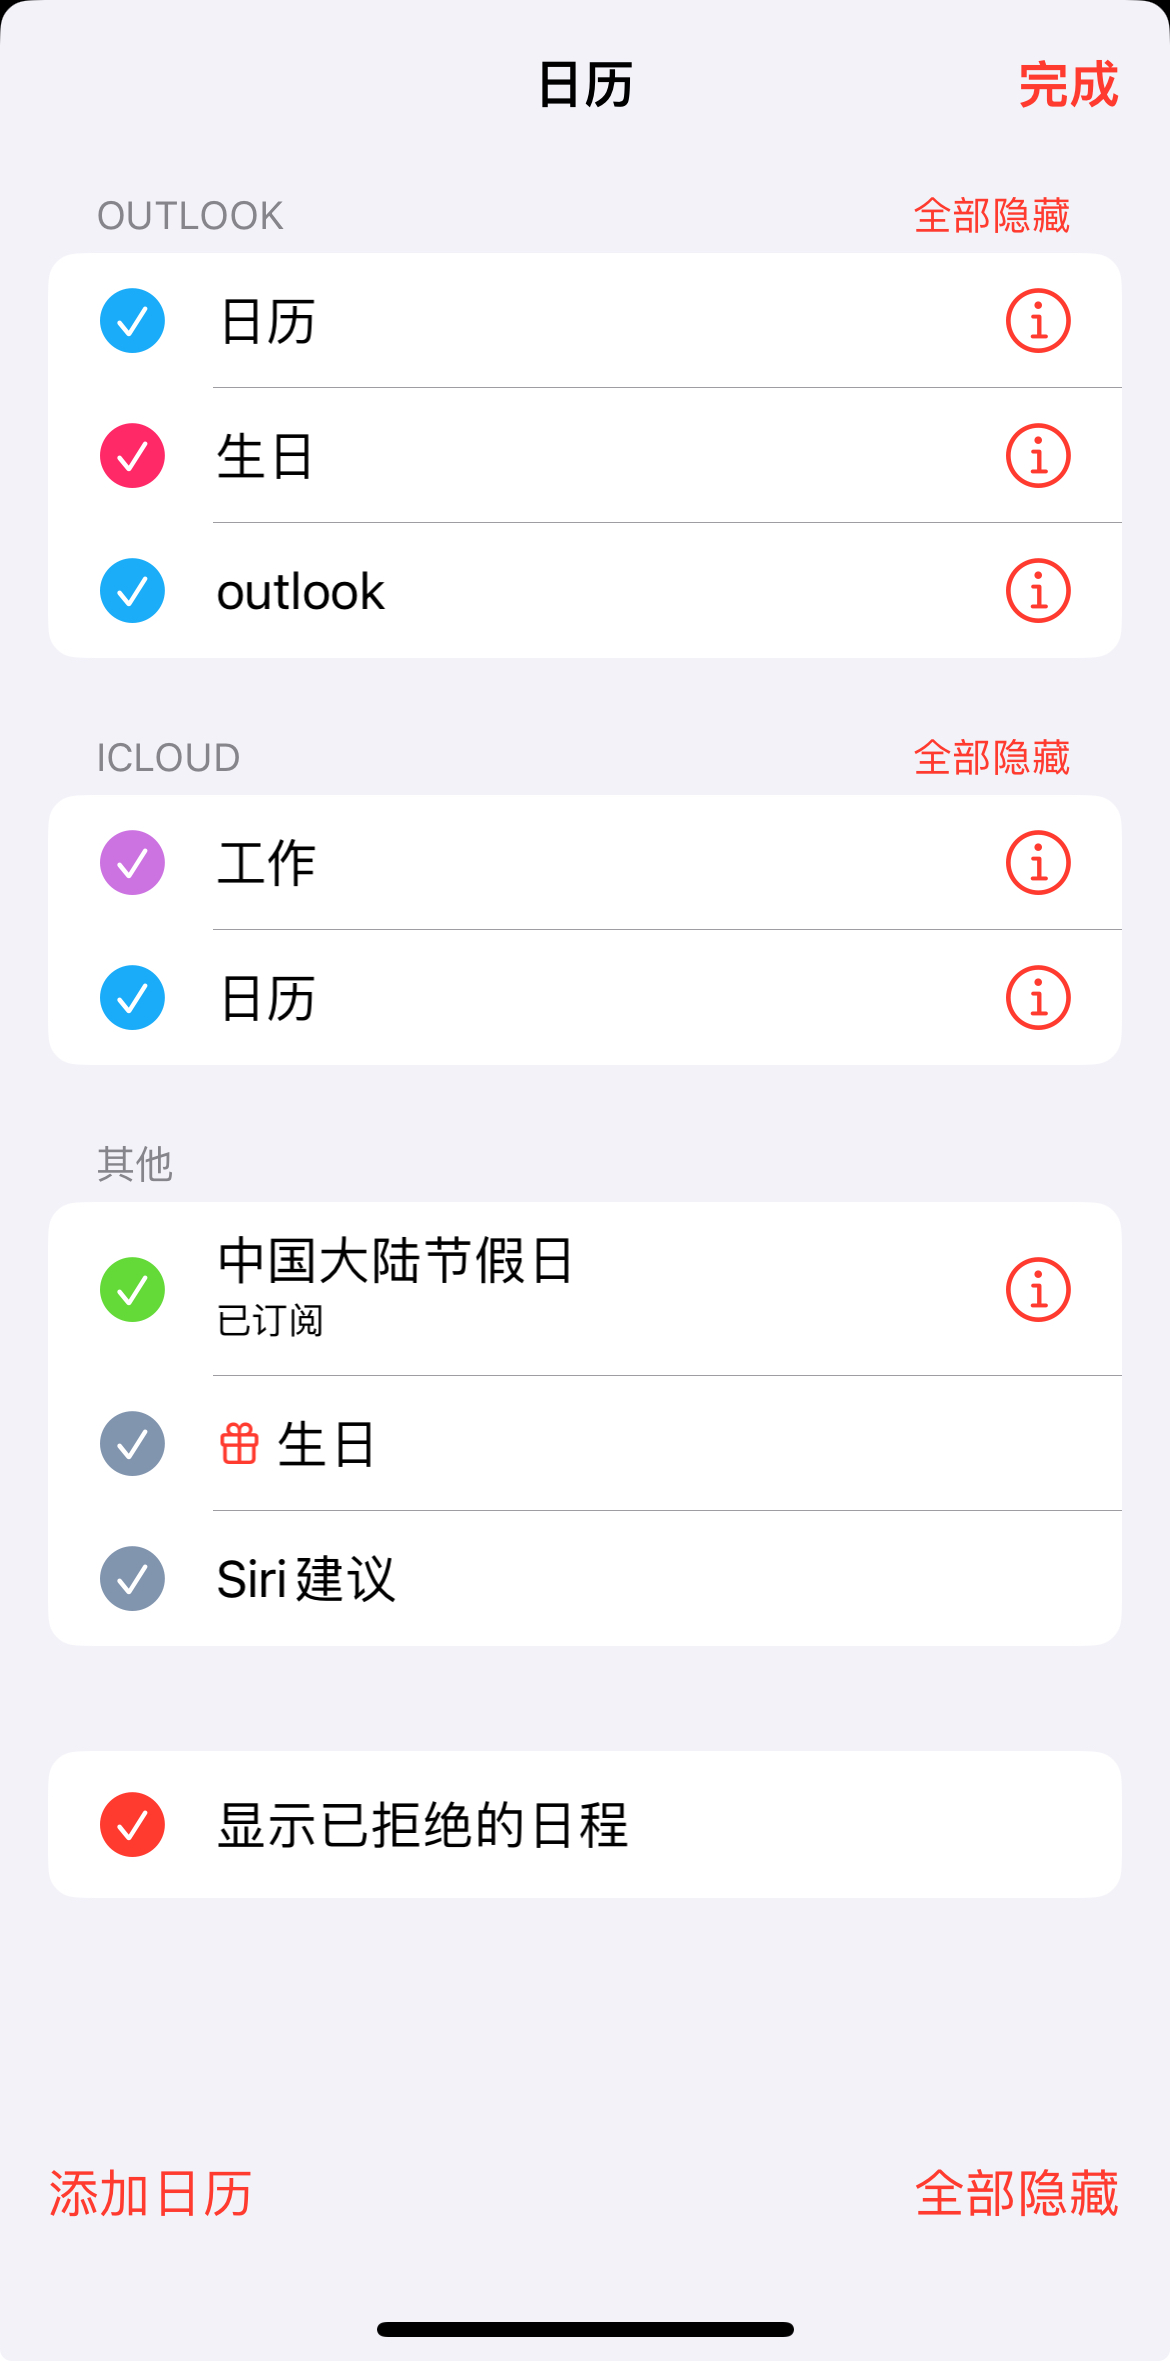 日历
完成
OUTLOOK
全部隐藏
日历
生日
outlook
ICLOUD
全部隐藏
工作
日历
其他
中国大陆节假日
已订阅
生日
Siri 建议
显示已拒绝的日程
添加日历
全部隐藏